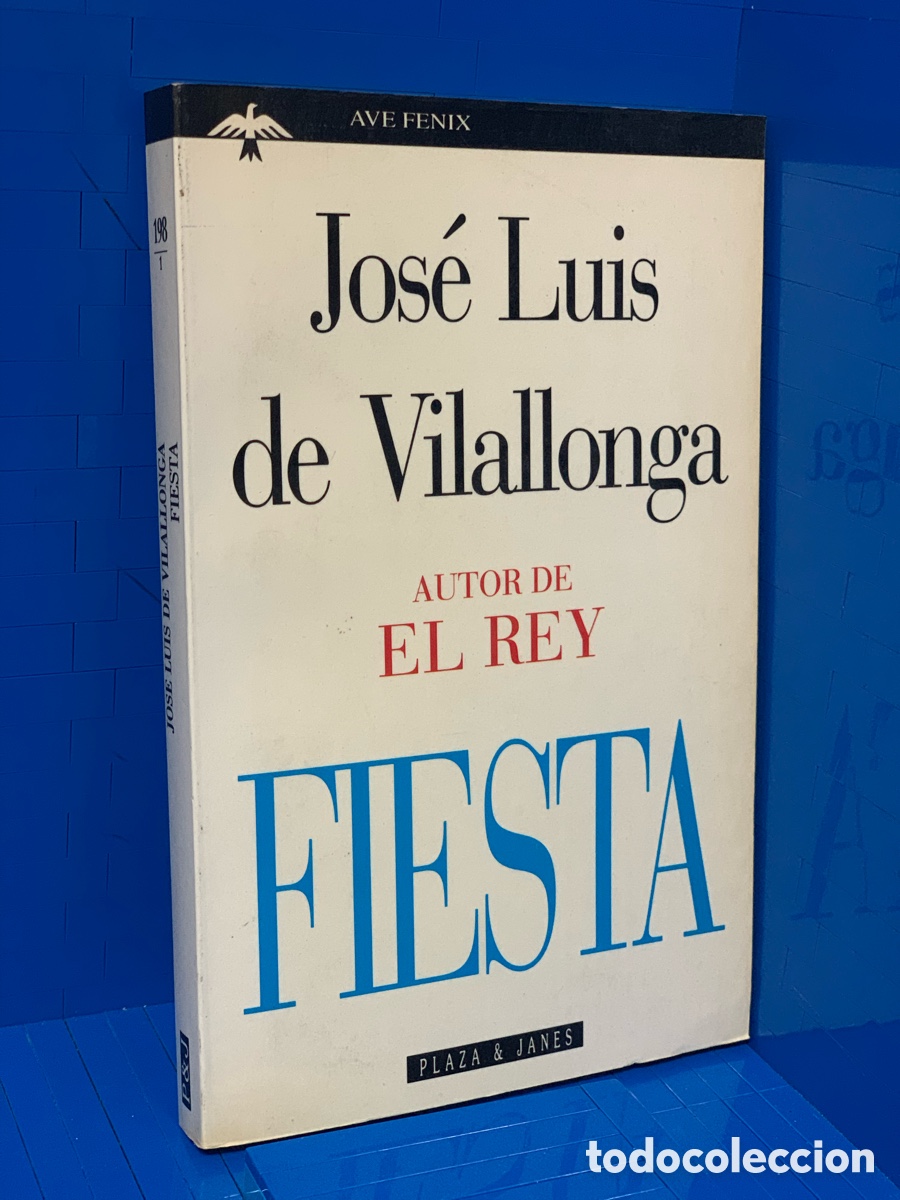 AVE FENIX
José Luis
de Vilallonga
AUTOR DE
EL REY
FIESTA
PLAZA & JANES
198
1
JOSE LUIS DE VILALLONGA
FIESTA
P&J
todocoleccion